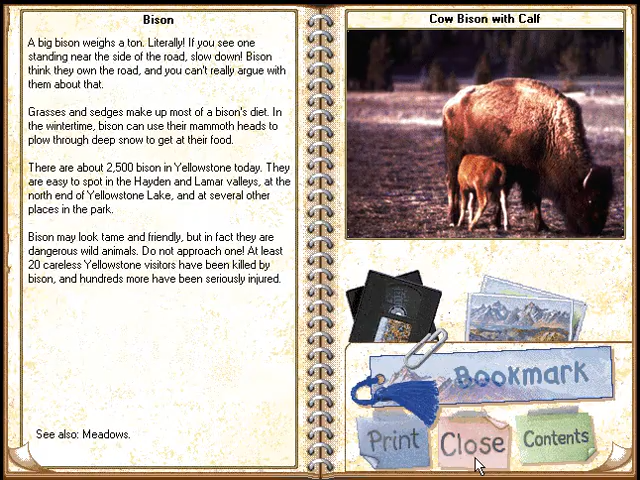 Bison
A big bison weighs a ton. Literally! If you see one
standing near the side of the road, slow down! Bison
think they own the road, and you can't really argue with
them about that.
Grasses and sedges make up most of a bison's diet. In
the wintertime, bison can use their mammoth heads to
plow through deep snow to get at their food.
There are about 2,500 bison in Yellowstone today. They
are easy to spot in the Hayden and Lamar valleys, at the
north end of Yellowstone Lake, and at several other
places in the park.
Bison may look tame and friendly, but in fact they are
dangerous wild animals. Do not approach one! At least
20 careless Yellowstone visitors have been killed by
bison, and hundreds more have been seriously injured.
See also: Meadows.
Cow Bison with Calf
Bookmark
Print
Close
Contents